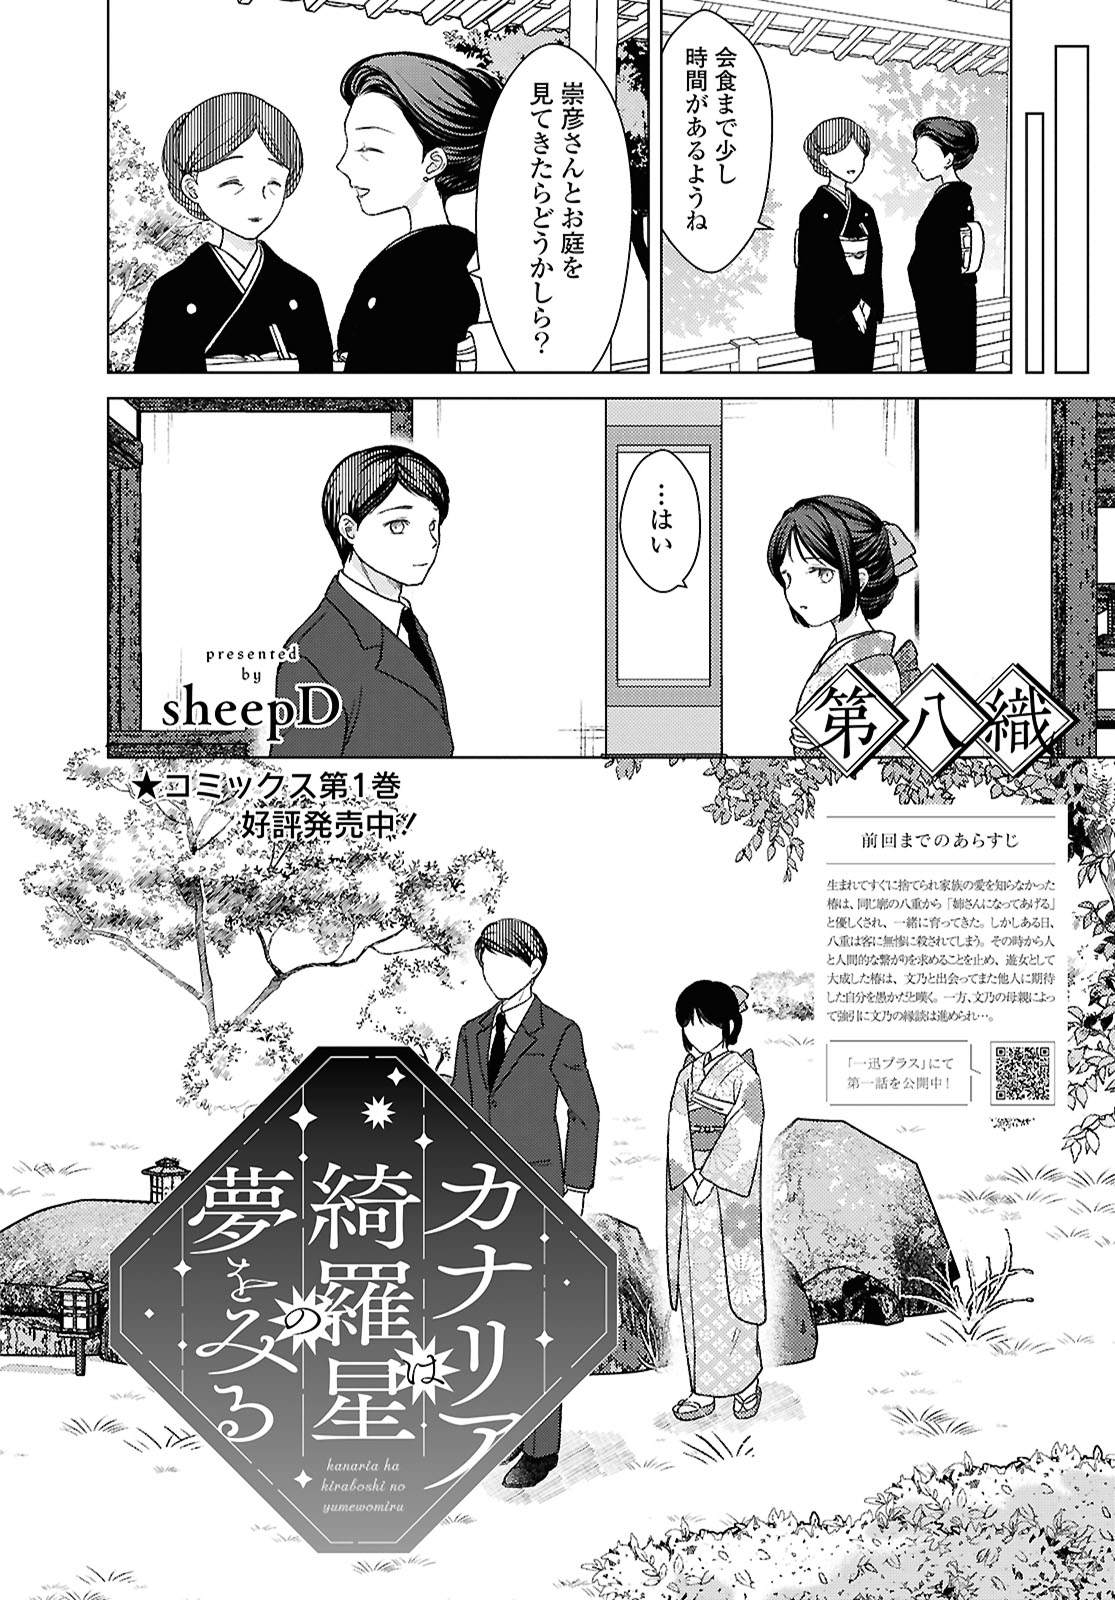 会食まで少し
時間があるようね
崇彦さんとお庭を
見てきたらどうかしら？
…はい
presented
by
sheepD
第八織
★コミックス第1巻
好評発売中！
前回までのあらすじ
生まれてすぐに捨てられ家族の愛を知らなかった
椿は、同じ廓の八重から「姉さんになってあげる」
と優しくされ、一緒に育ってきた。しかしある日、
八重は客に無惨に殺されてしまう。その時から人
と人間的な繋がりを求めることを止め、遊女として
大成した椿は、文乃と出会ってまた他人に期待
した自分を愚かだと嘆く。一方、文乃の母親によっ
て強引に文乃の縁談は進められ…。
「一迅プラス」にて
第一話を公開中！
カナリアは
綺羅星の
夢をみる
kanaria ha
kiraboshi no
yumewomiru